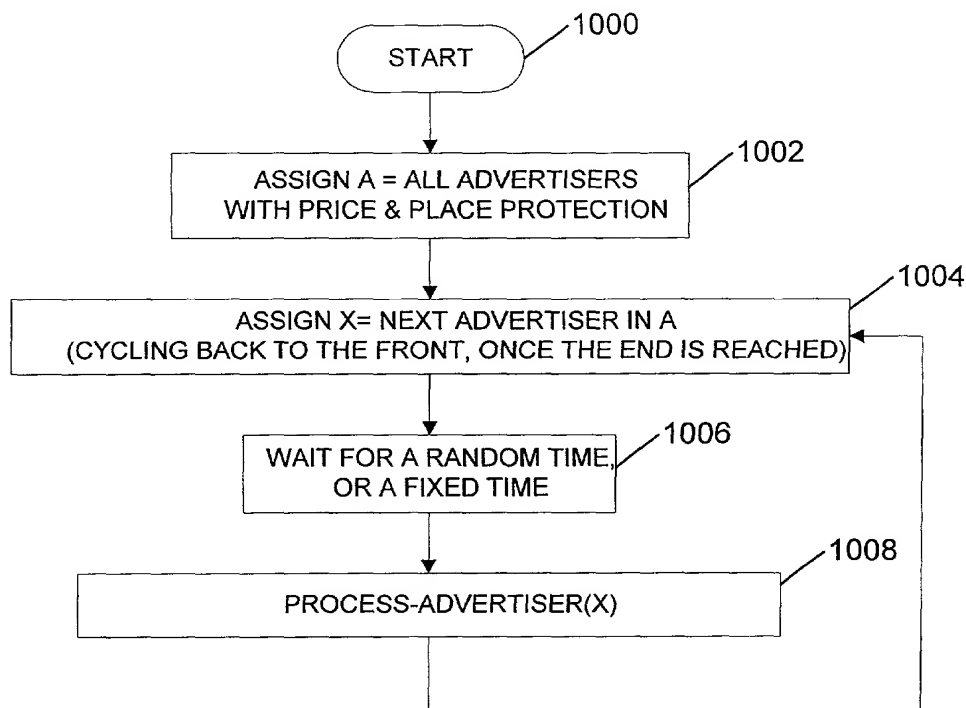 1000
START
1002
ASSIGN A = ALL ADVERTISERS
WITH PRICE & PLACE PROTECTION
1004
ASSIGN X= NEXT ADVERTISER IN A
(CYCLING BACK TO THE FRONT, ONCE THE END IS REACHED)
1006
WAIT FOR A RANDOM TIME,
OR A FIXED TIME
1008
PROCESS-ADVERTISER(X)